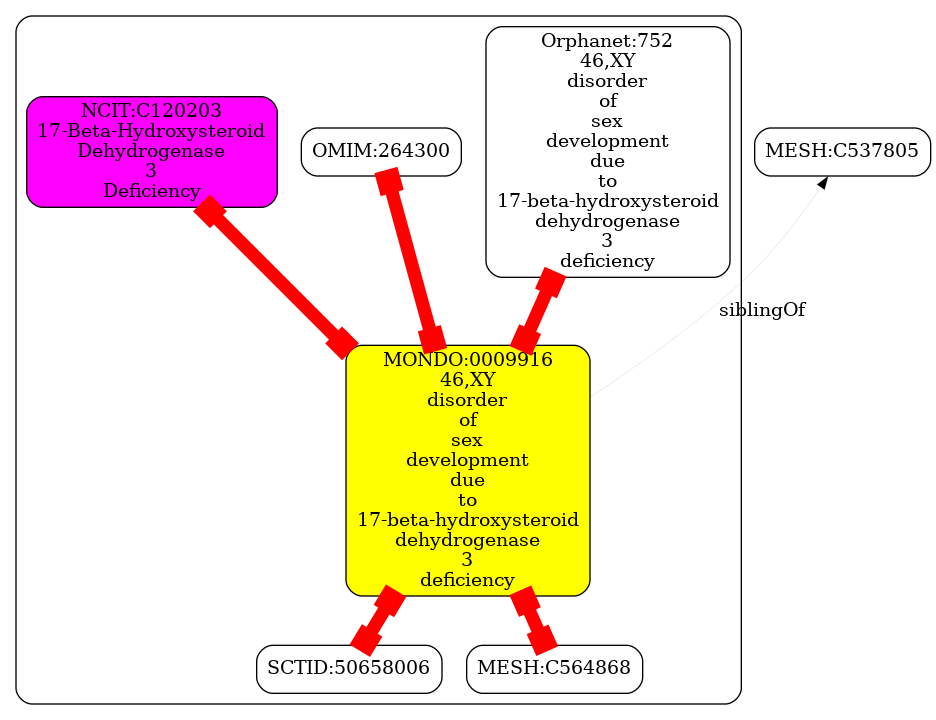 NCIT:C120203
17-Beta-Hydroxysteroid
Dehydrogenase
3
Deficiency
OMIM:264300
Orphanet:752
46,XY
disorder
of
sex
development
due
to
17-beta-hydroxysteroid
dehydrogenase
3
deficiency
MESH:C537805
siblingOf
MONDO:0009916
46,XY
disorder
of
sex
development
due
to
17-beta-hydroxysteroid
dehydrogenase
3
deficiency
SCTID:50658006
MESH:C564868